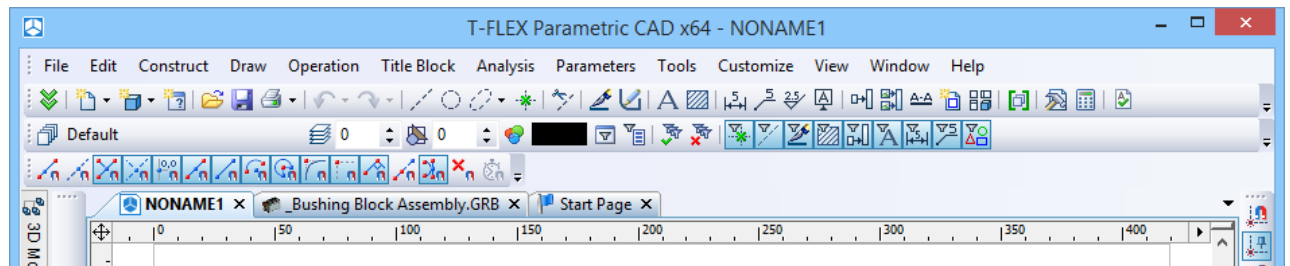 T-FLEX Parametric CAD x64 - NONAME1
File Edit Construct Draw Operation Title Block Analysis Parameters Tools Customize View Window Help
Default 0 0
NONAME1 _Bushing Block Assembly.GRB Start Page
0 50 100 150 200 250 300 350 400